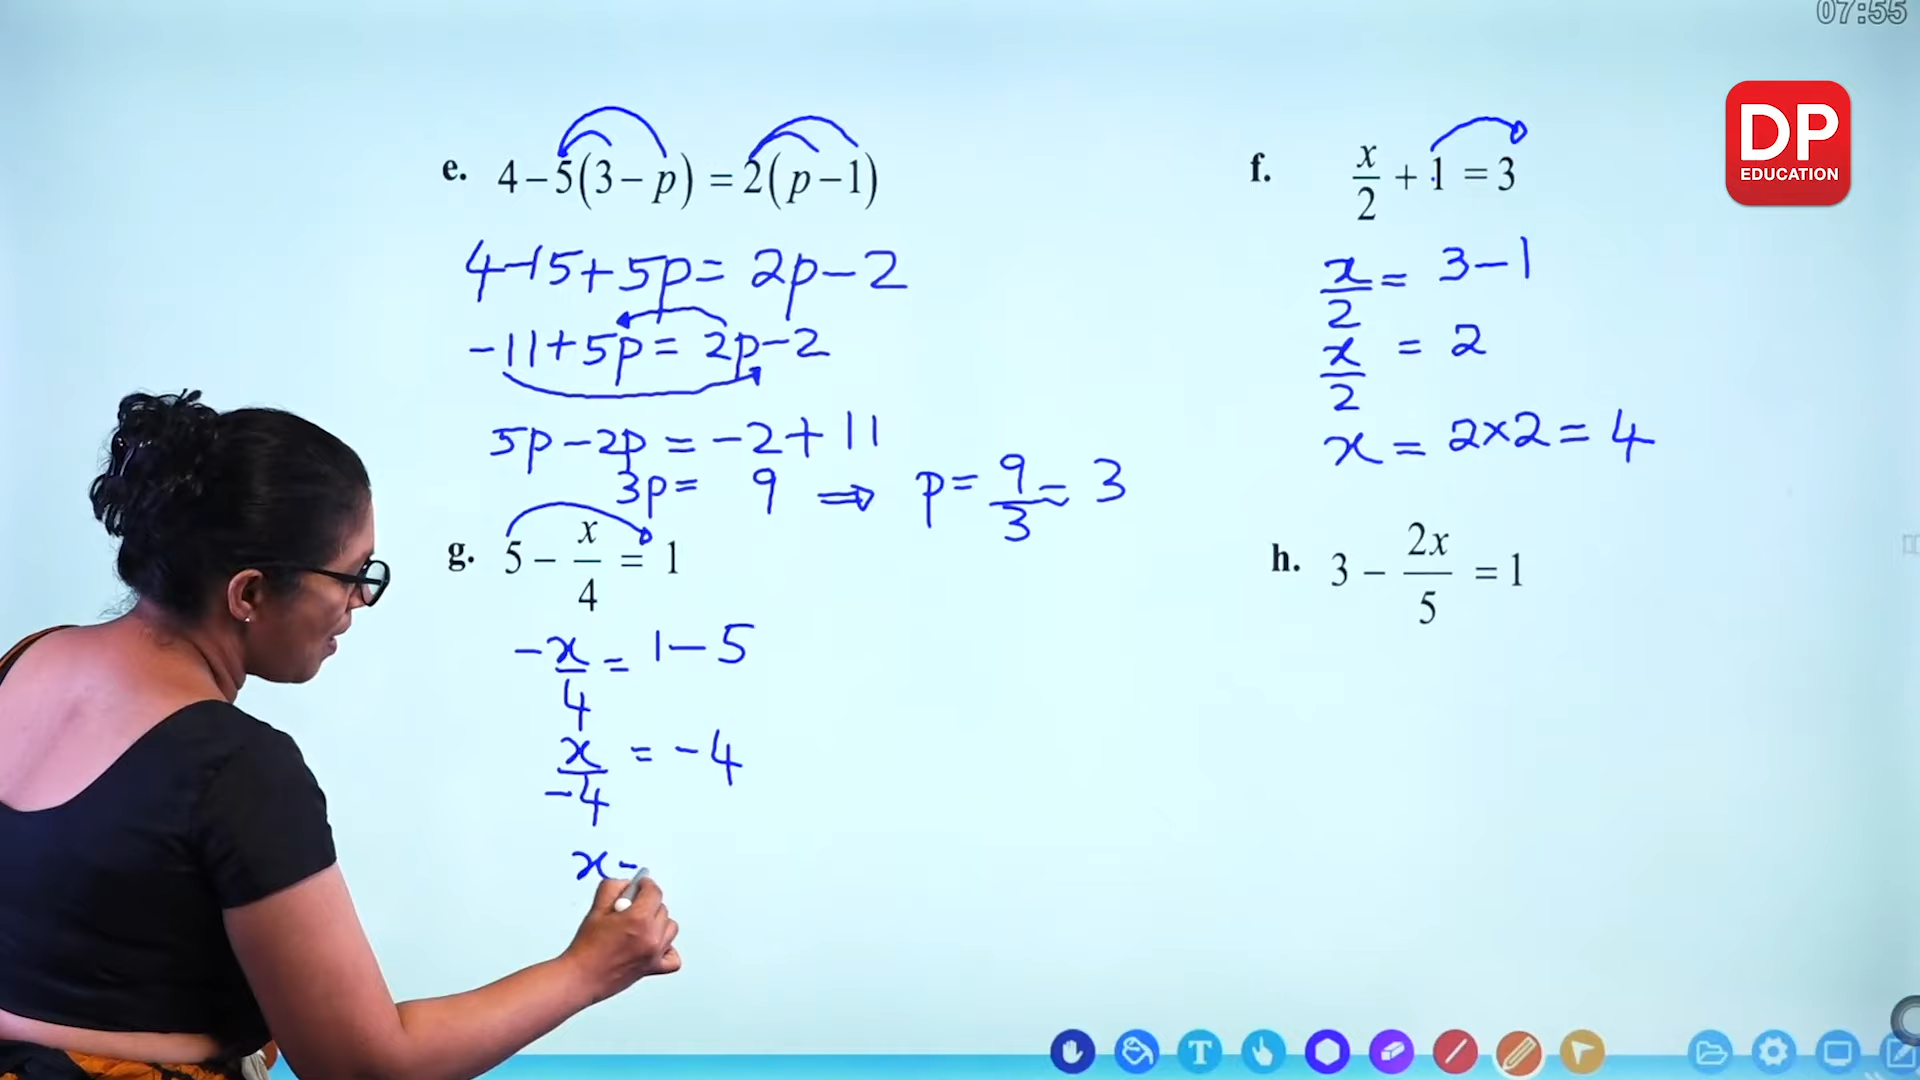 07:55
DP
EDUCATION
e. 4-5(3-p) = 2(p-1)
4-15+5p = 2p-2
-11+5p = 2p-2
5p-2p = -2+11
3p = 9 ⇒ p = 9/3 = 3
f. x/2 + 1 = 3
x/2 = 3-1
x/2 = 2
x = 2×2 = 4
g. 5 - x/4 = 1
-x/4 = 1-5
x/-4 = -4
x =
h. 3 - 2x/5 = 1
T